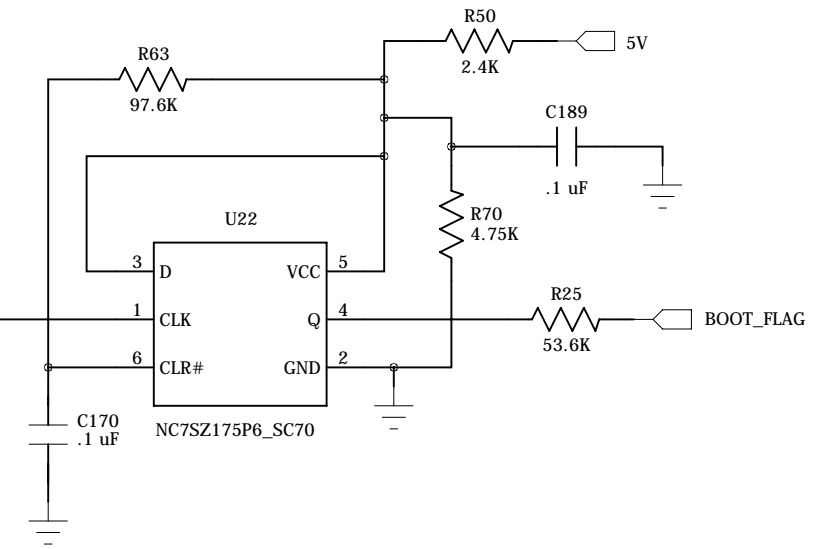 R50
5V
2.4K
R63
97.6K
C189
.1 uF
R70
4.75K
U22
3 D VCC 5
1 CLK Q 4
6 CLR# GND 2
R25
BOOT_FLAG
53.6K
C170
.1 uF
NC7SZ175P6_SC70